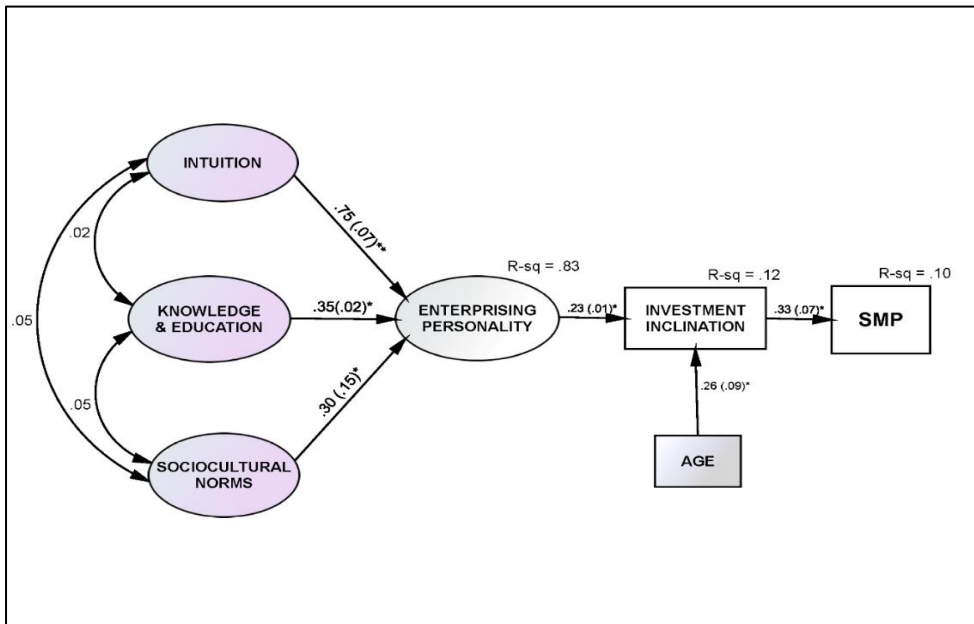 INTUITION
.75 (.07)**
.02
R-sq = .83
R-sq = .12
R-sq = .10
.05
KNOWLEDGE
& EDUCATION
.35(.02)*
ENTERPRISING
PERSONALITY
.23 (.01)*
INVESTMENT
INCLINATION
.33 (.07)*
SMP
.05
.30 (.15)*
.26 (.09)*
SOCIOCULTURAL
NORMS
AGE